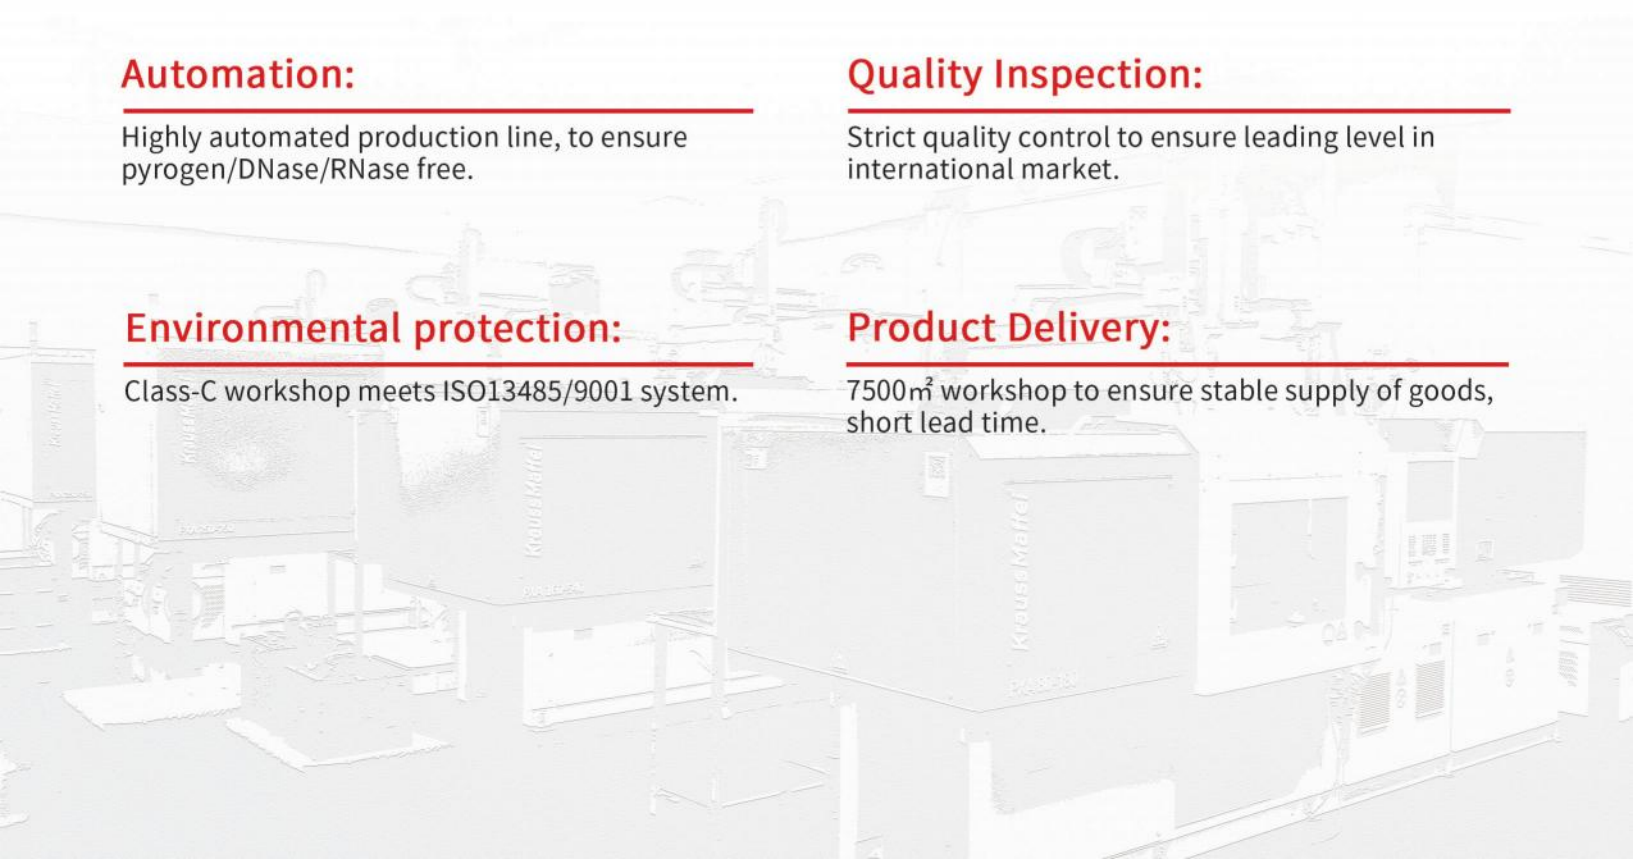 Automation:
Highly automated production line, to ensure
pyrogen/DNase/RNase free.
Quality Inspection:
Strict quality control to ensure leading level in
international market.
Environmental protection:
Class-C workshop meets ISO13485/9001 system.
Product Delivery:
7500㎡ workshop to ensure stable supply of goods,
short lead time.
KraussMaffei
KraussMaffei